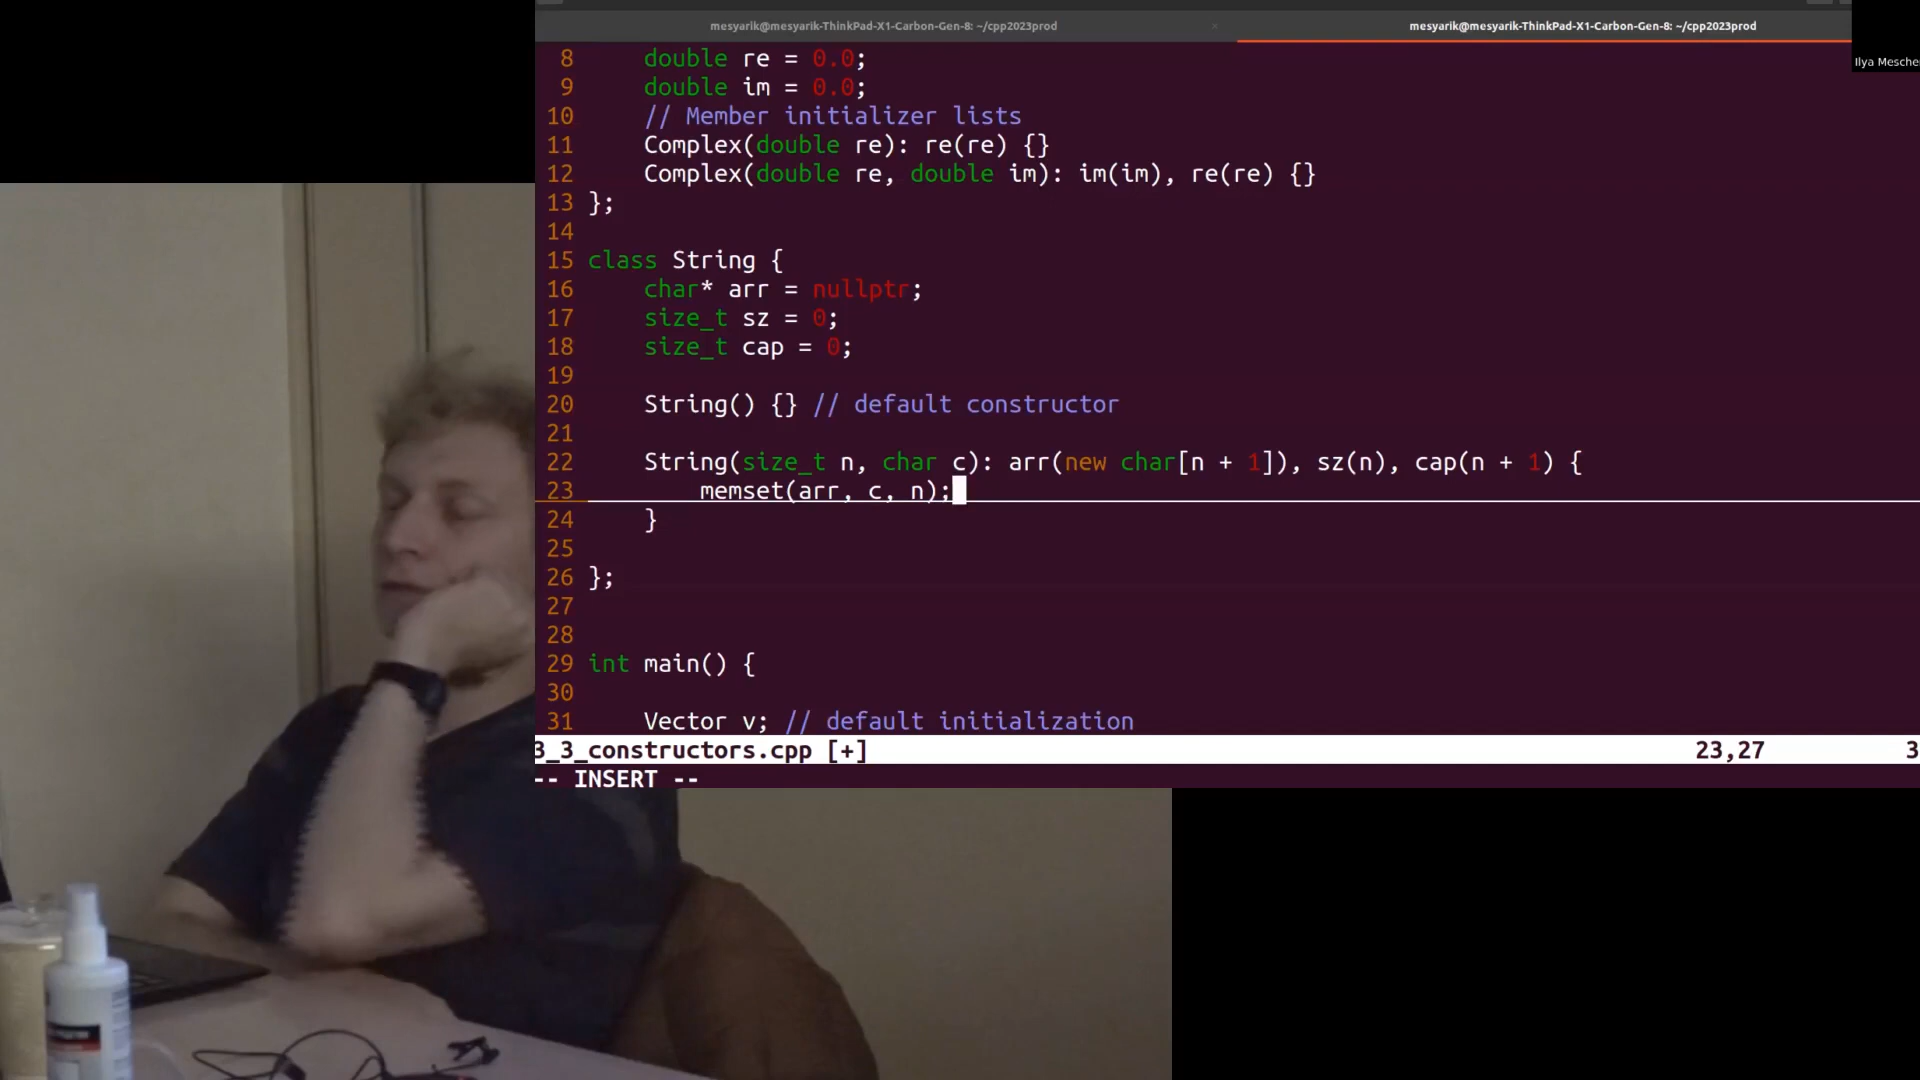 mesyarik@mesyarik-ThinkPad-X1-Carbon-Gen-8: ~/cpp2023prod × mesyarik@mesyarik-ThinkPad-X1-Carbon-Gen-8: ~/cpp2023prod
Ilya Mesche
8 double re = 0.0;
9 double im = 0.0;
10 // Member initializer lists
11 Complex(double re): re(re) {}
12 Complex(double re, double im): im(im), re(re) {}
13 };
14
15 class String {
16 char* arr = nullptr;
17 size_t sz = 0;
18 size_t cap = 0;
19
20 String() {} // default constructor
21
22 String(size_t n, char c): arr(new char[n + 1]), sz(n), cap(n + 1) {
23 memset(arr, c, n);
24 }
25
26 };
27
28
29 int main() {
30
31 Vector v; // default initialization
3_3_constructors.cpp [+] 23,27 3
-- INSERT --